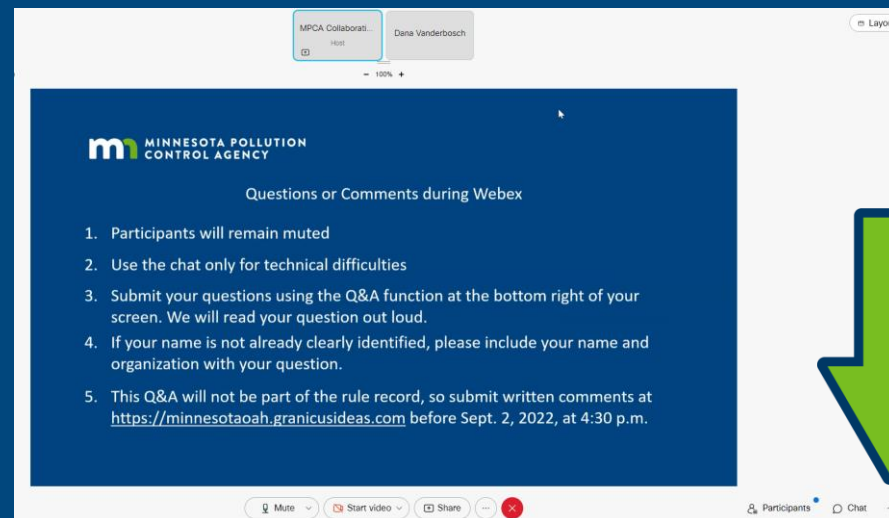 MPCA Collaborati...
Host
Dana Vanderbosch
− 100% +
MINNESOTA POLLUTION
CONTROL AGENCY
Questions or Comments during Webex
1. Participants will remain muted
2. Use the chat only for technical difficulties
3. Submit your questions using the Q&A function at the bottom right of your
screen. We will read your question out loud.
4. If your name is not already clearly identified, please include your name and
organization with your question.
5. This Q&A will not be part of the rule record, so submit written comments at
https://minnesotaoah.granicusideas.com before Sept. 2, 2022, at 4:30 p.m.
Mute
Start video
Share
Participants
Chat